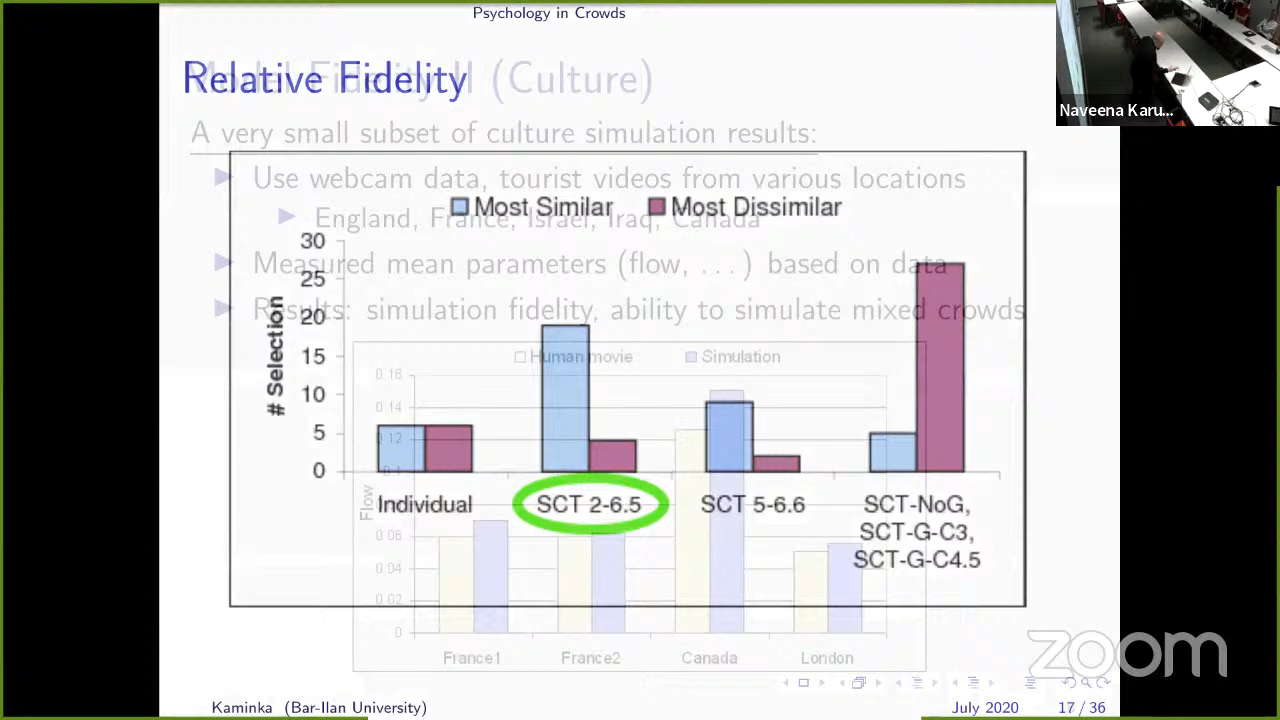 Psychology in Crowds
Relative Fidelity
Model Fidelity II (Culture)
A very small subset of culture simulation results:
Use webcam data, tourist videos from various locations
England, France, Israel, Iraq, Canada
Measured mean parameters (flow, ...) based on data
Results: simulation fidelity, ability to simulate mixed crowds
Most Similar Most Dissimilar
# Selection
30
25
20
15
10
5
0
Individual SCT 2-6.5 SCT 5-6.6 SCT-NoG,
SCT-G-C3,
SCT-G-C4.5
Human movie Simulation
Flow
0.16
0.14
0.12
0.1
0.06
0.04
0.02
0
France1 France2 Canada London
Naveena Karu...
zoom
Kaminka (Bar-Ilan University) July 2020 17 / 36